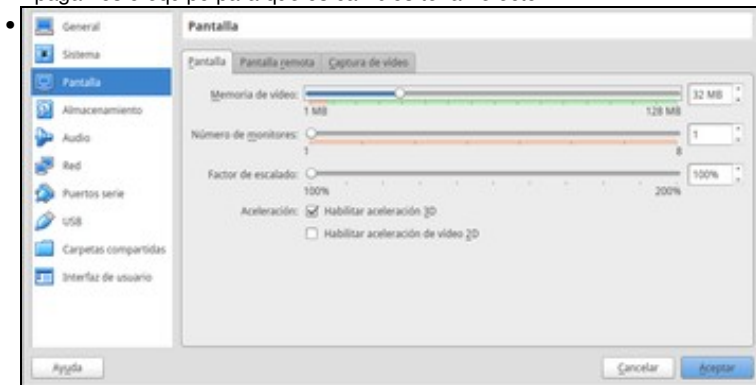 General
Sistema
Pantalla
Almacenamiento
Audio
Red
Puertos serie
USB
Carpetas compartidas
Interfaz de usuario
Pantalla
Pantalla Pantalla remota Captura de vídeo
Memoria de vídeo: 32 MB
1 MB 128 MB
Número de monitores: 1
1 8
Factor de escalado: 100%
100% 200%
Aceleración: Habilitar aceleración 3D
Habilitar aceleración de vídeo 2D
Ayuda Cancelar Aceptar